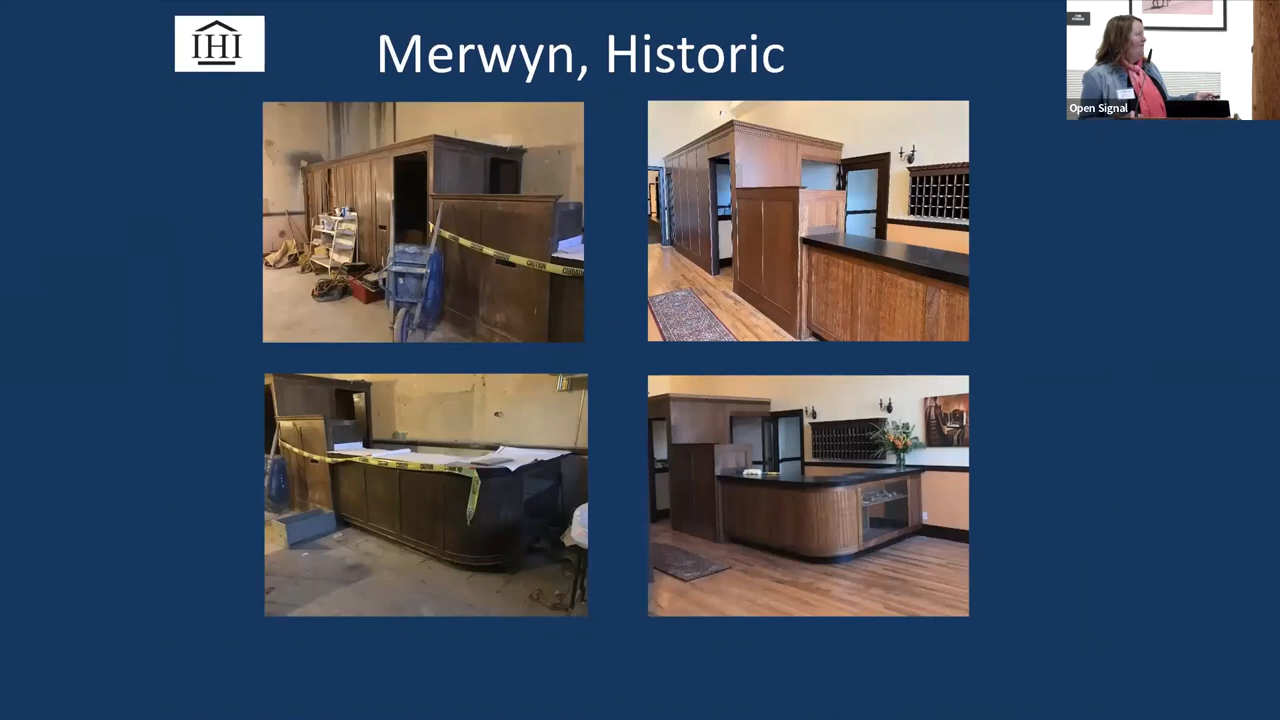 IHI
Merwyn, Historic
Open Signal
CAUTION
CAUTION